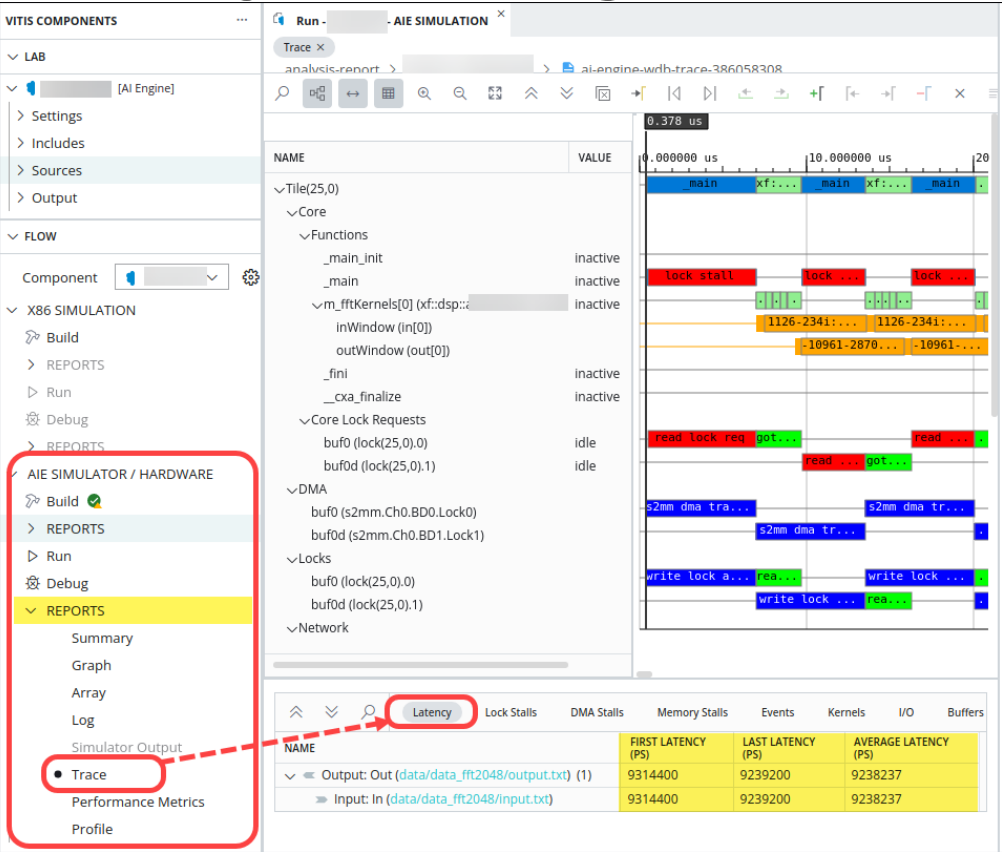 VITIS COMPONENTS ...
LAB
[AI Engine]
Settings
Includes
Sources
Output
FLOW
Component
X86 SIMULATION
Build
REPORTS
Run
Debug
REPORTS
AIE SIMULATOR / HARDWARE
Build
REPORTS
Run
Debug
REPORTS
Summary
Graph
Array
Log
Simulator Output
Trace
Performance Metrics
Profile
Run - - AIE SIMULATION ×
Trace ×
analysis-report > > ai-engine-wdb-trace-386058308
0.378 us
NAME VALUE 0.000000 us 10.000000 us 20
Tile(25,0) _main xf:... _main xf:... _main .
Core
Functions
_main_init inactive
_main inactive lock stall lock ... lock ...
m_fftKernels[0] (xf::dsp:: inactive
inWindow (in[0]) 1126-234i:... 1126-234i:...
outWindow (out[0]) -10961-2870... -10961-...
_fini inactive
__cxa_finalize inactive
Core Lock Requests
buf0 (lock(25,0).0) idle read lock req got... read ... .
buf0d (lock(25,0).1) idle read ... got...
DMA
buf0 (s2mm.Ch0.BD0.Lock0) s2mm dma tra... s2mm dma tr...
buf0d (s2mm.Ch0.BD1.Lock1) s2mm dma tr... .
Locks
buf0 (lock(25,0).0) write lock a... rea... write lock ... .
buf0d (lock(25,0).1) write lock ... rea... .
Network
Latency Lock Stalls DMA Stalls Memory Stalls Events Kernels I/O Buffers
NAME FIRST LATENCY (PS) LAST LATENCY (PS) AVERAGE LATENCY (PS)
Output: Out (data/data_fft2048/output.txt) (1) 9314400 9239200 9238237
Input: In (data/data_fft2048/input.txt) 9314400 9239200 9238237